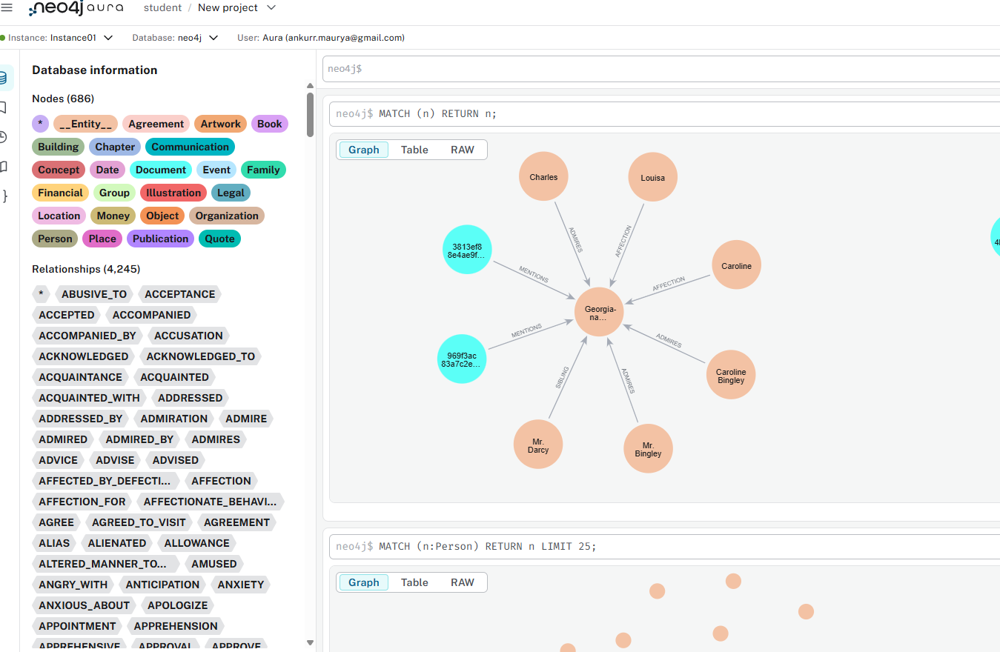 neo4j aura student / New project
Instance: Instance01 Database: neo4j User: Aura (ankurr.maurya@gmail.com)
Database information
Nodes (686)
* __Entity__ Agreement Artwork Book
Building Chapter Communication
Concept Date Document Event Family
Financial Group Illustration Legal
Location Money Object Organization
Person Place Publication Quote
Relationships (4,245)
* ABUSIVE_TO ACCEPTANCE
ACCEPTED ACCOMPANIED
ACCOMPANIED_BY ACCUSATION
ACKNOWLEDGED ACKNOWLEDGED_TO
ACQUAINTANCE ACQUAINTED
ACQUAINTED_WITH ADDRESSED
ADDRESSED_BY ADMIRATION ADMIRE
ADMIRED ADMIRED_BY ADMIRES
ADVICE ADVISE ADVISED
AFFECTED_BY_DEFECTI... AFFECTION
AFFECTION_FOR AFFECTIONATE_BEHAVI...
AGREE AGREED_TO_VISIT AGREEMENT
ALIAS ALIENATED ALLOWANCE
ALTERED_MANNER_TO... AMUSED
ANGRY_WITH ANTICIPATION ANXIETY
ANXIOUS_ABOUT APOLOGIZE
APPOINTMENT APPREHENSION
APPREHENSIVE APPROVAL APPROVE
neo4j$
neo4j$ MATCH (n) RETURN n;
Graph Table RAW
Charles
Louisa
ADMIRES
AFFECTION
3813ef8
8e4ae9f...
MENTIONS
Caroline
AFFECTION
Georgia-
na...
MENTIONS
ADMIRES
969f3ac
83a7c2e...
Caroline
Bingley
SIBLING
ADMIRES
Mr.
Darcy
Mr.
Bingley
neo4j$ MATCH (n:Person) RETURN n LIMIT 25;
Graph Table RAW